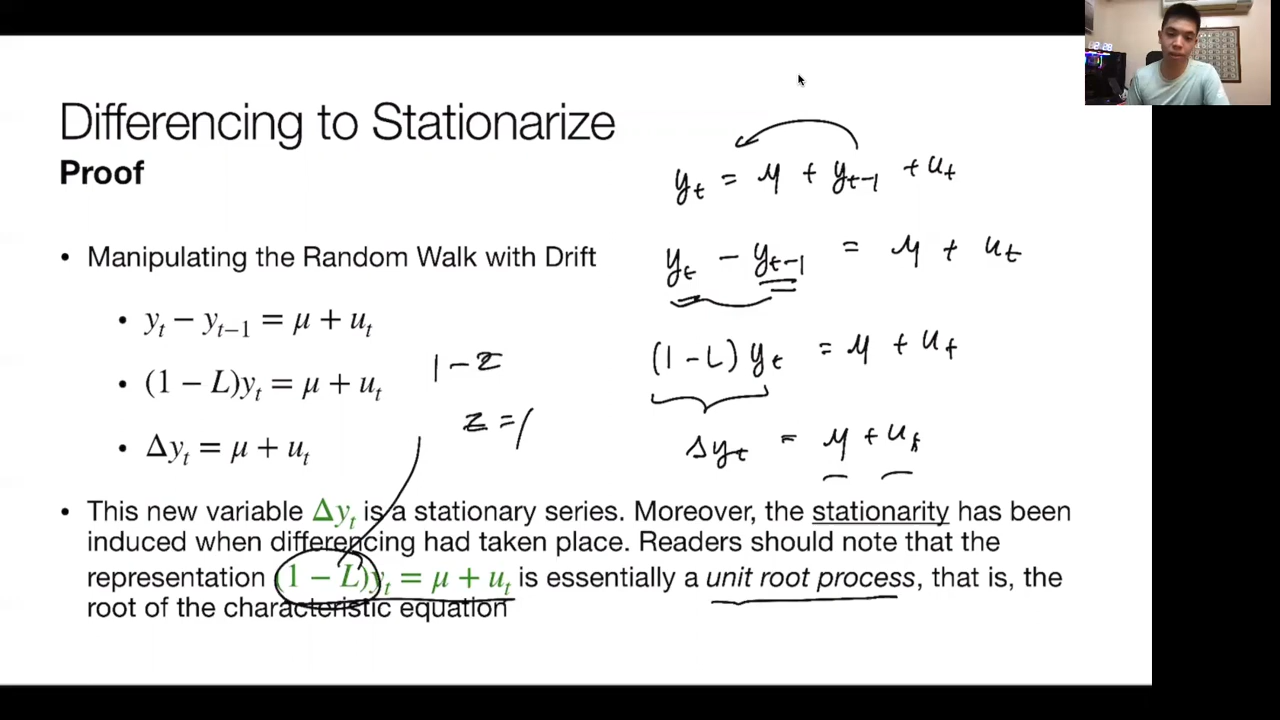 Differencing to Stationarize
Proof
• Manipulating the Random Walk with Drift
• yₜ − yₜ₋₁ = μ + uₜ
• (1 − L)yₜ = μ + uₜ
• Δyₜ = μ + uₜ
• This new variable Δyₜ is a stationary series. Moreover, the stationarity has been
induced when differencing had taken place. Readers should note that the
representation (1 − L)yₜ = μ + uₜ is essentially a unit root process, that is, the
root of the characteristic equation
1 − z
z = 1
yₜ = μ + yₜ₋₁ + uₜ
yₜ − yₜ₋₁ = μ + uₜ
(1 − L) yₜ = μ + uₜ
Δyₜ = μ + uₜ